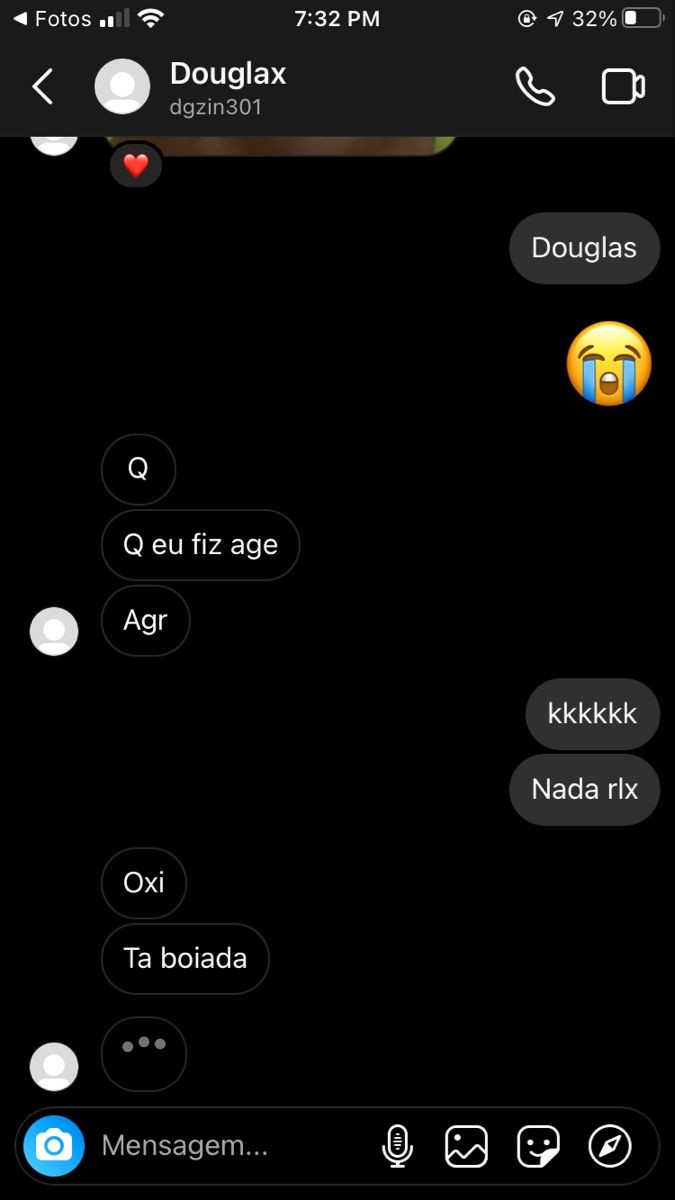 Fotos 7:32 PM 32%
Douglax
dgzin301
Douglas
Q
Q eu fiz age
Agr
kkkkkk
Nada rlx
Oxi
Ta boiada
Mensagem...